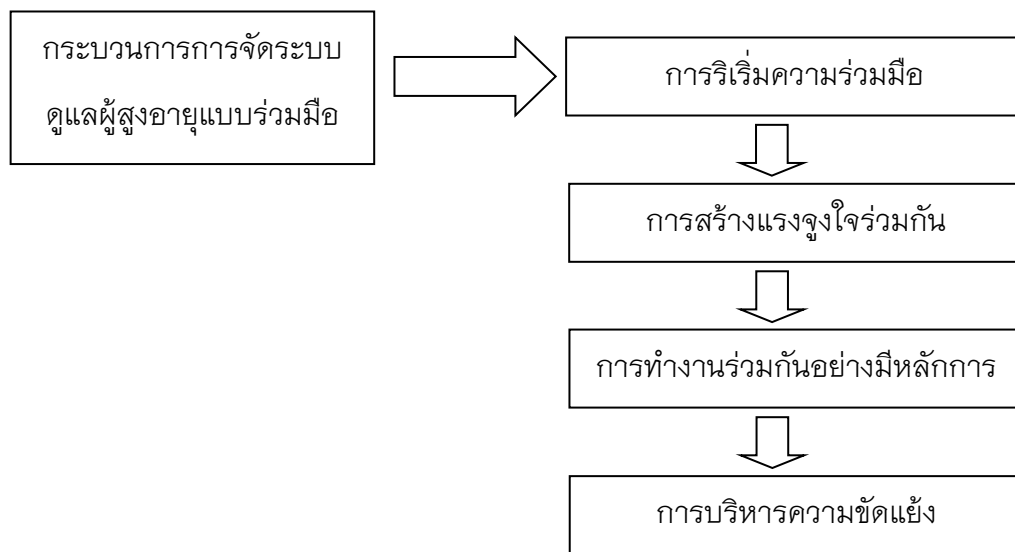 กระบวนการการจัดระบบ
ดูแลผู้สูงอายุแบบร่วมมือ
การริเริ่มความร่วมมือ
การสร้างแรงจูงใจร่วมกัน
การทำงานร่วมกันอย่างมีหลักการ
การบริหารความขัดแย้ง